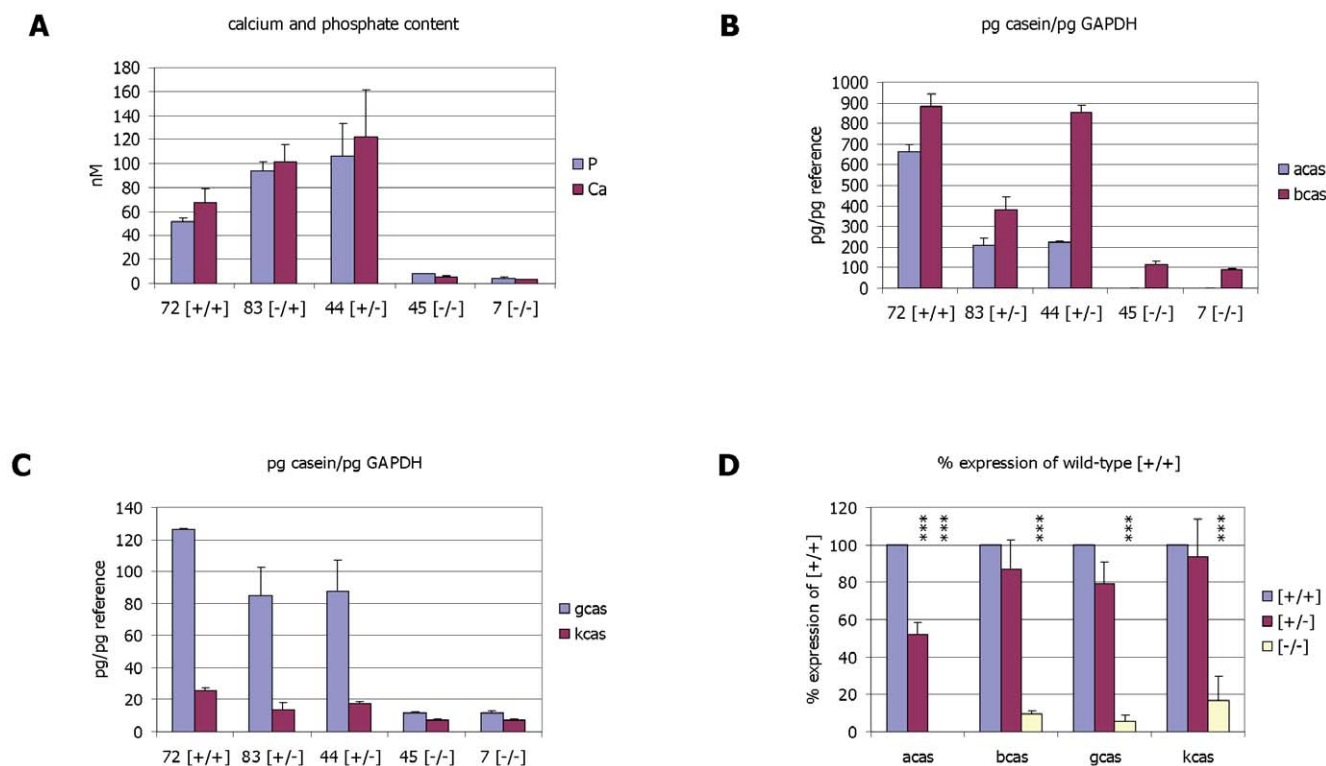 A
calcium and phosphate content
180
160
140
120
100
80
60
40
20
0
nM
72 [+/+] 83 [-/+] 44 [+/-] 45 [-/-] 7 [-/-]
P
Ca
B
pg casein/pg GAPDH
1000
900
800
700
600
500
400
300
200
100
0
pg/pg reference
72 [+/+] 83 [+/-] 44 [+/-] 45 [-/-] 7 [-/-]
acas
bcas
C
pg casein/pg GAPDH
140
120
100
80
60
40
20
0
pg/pg reference
72 [+/+] 83 [+/-] 44 [+/-] 45 [-/-] 7 [-/-]
gcas
kcas
D
% expression of wild-type [+/+]
120
100
80
60
40
20
0
% expression of [+/+]
*** *** *** *** ***
acas bcas gcas kcas
[+/+]
[+/-]
[-/-]